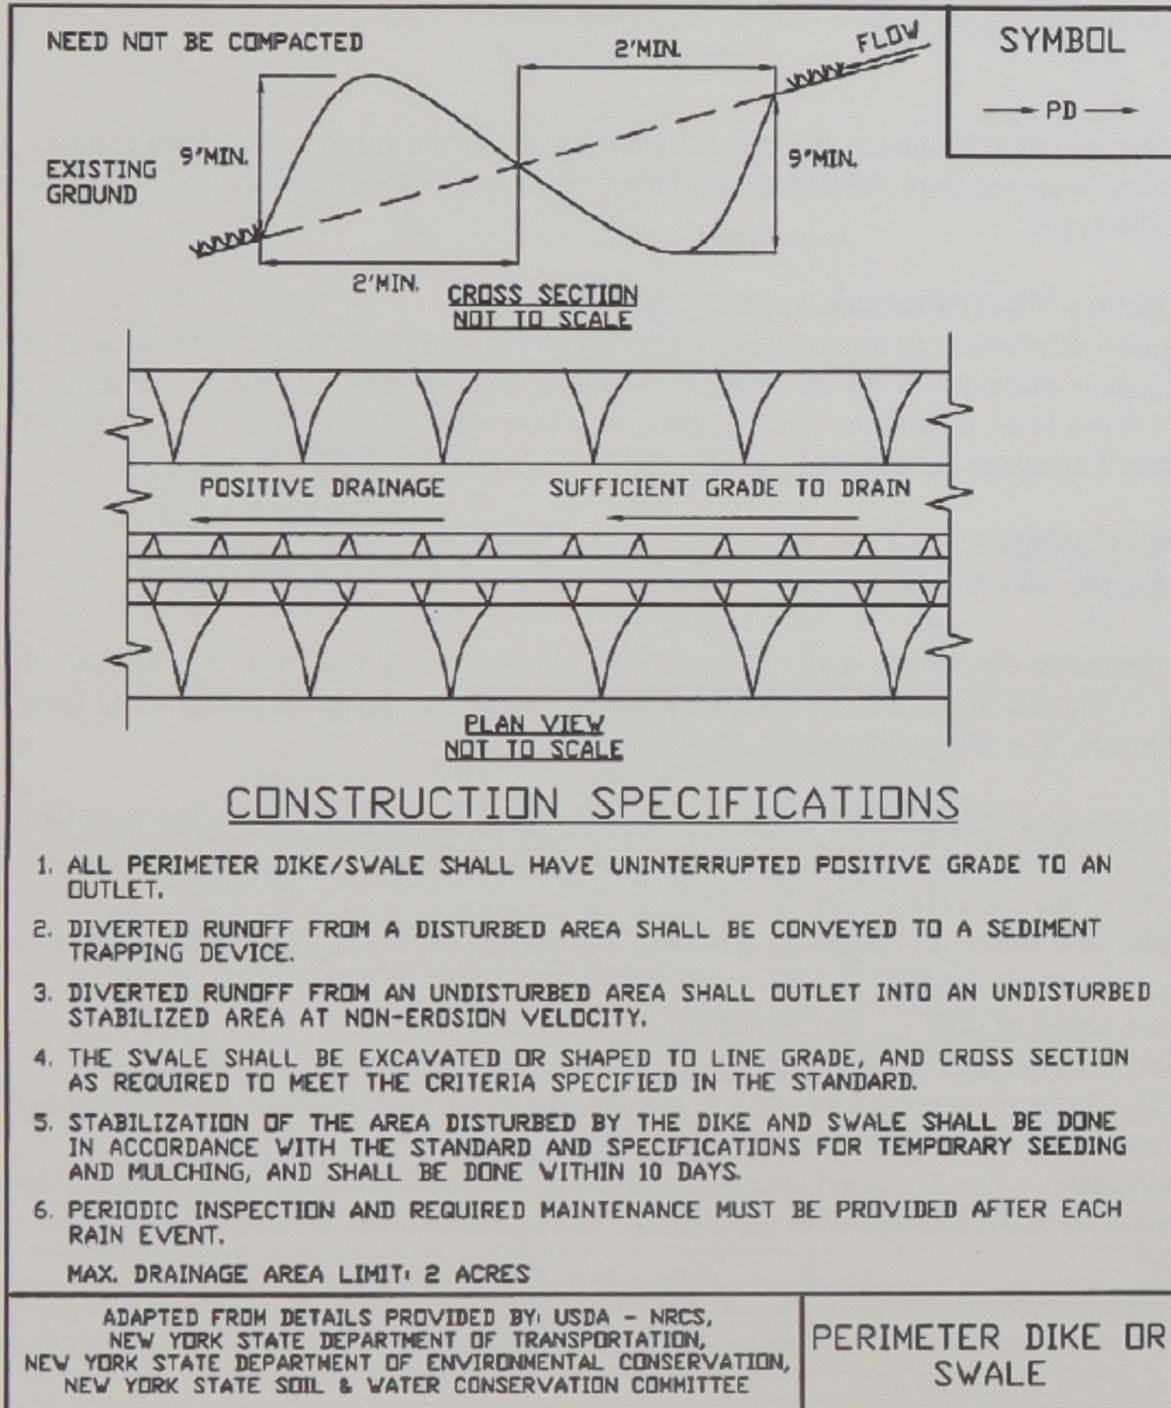 NEED NOT BE COMPACTED
2'MIN.
FLOW
SYMBOL
PD
EXISTING
GROUND
9"MIN.
9"MIN.
2'MIN.
CROSS SECTION
NOT TO SCALE
POSITIVE DRAINAGE
SUFFICIENT GRADE TO DRAIN
PLAN VIEW
NOT TO SCALE
CONSTRUCTION SPECIFICATIONS
1. ALL PERIMETER DIKE/SWALE SHALL HAVE UNINTERRUPTED POSITIVE GRADE TO AN
OUTLET.
2. DIVERTED RUNOFF FROM A DISTURBED AREA SHALL BE CONVEYED TO A SEDIMENT
TRAPPING DEVICE.
3. DIVERTED RUNOFF FROM AN UNDISTURBED AREA SHALL OUTLET INTO AN UNDISTURBED
STABILIZED AREA AT NON-EROSION VELOCITY.
4. THE SWALE SHALL BE EXCAVATED OR SHAPED TO LINE GRADE, AND CROSS SECTION
AS REQUIRED TO MEET THE CRITERIA SPECIFIED IN THE STANDARD.
5. STABILIZATION OF THE AREA DISTURBED BY THE DIKE AND SWALE SHALL BE DONE
IN ACCORDANCE WITH THE STANDARD AND SPECIFICATIONS FOR TEMPORARY SEEDING
AND MULCHING, AND SHALL BE DONE WITHIN 10 DAYS.
6. PERIODIC INSPECTION AND REQUIRED MAINTENANCE MUST BE PROVIDED AFTER EACH
RAIN EVENT.
MAX. DRAINAGE AREA LIMIT: 2 ACRES
ADAPTED FROM DETAILS PROVIDED BY: USDA - NRCS,
NEW YORK STATE DEPARTMENT OF TRANSPORTATION,
NEW YORK STATE DEPARTMENT OF ENVIRONMENTAL CONSERVATION,
NEW YORK STATE SOIL & WATER CONSERVATION COMMITTEE
PERIMETER DIKE OR
SWALE